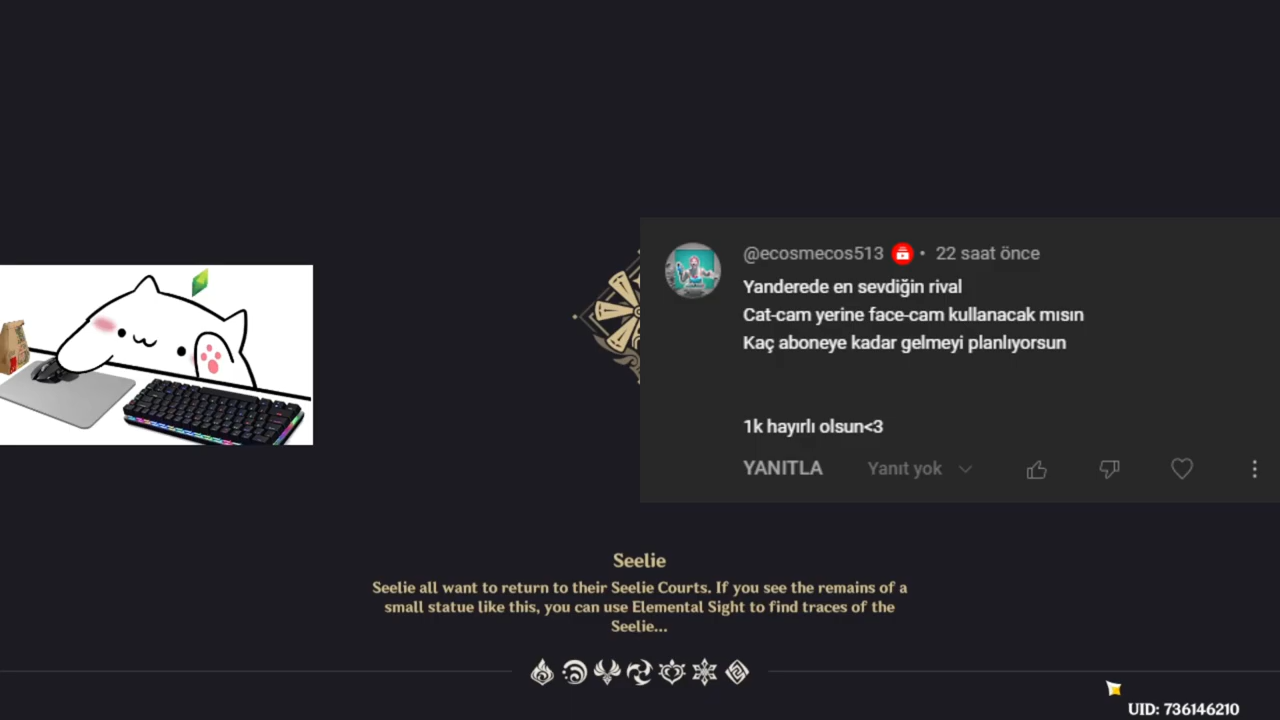 @ecosmecos513 • 22 saat önce
Yanderede en sevdiğin rival
Cat-cam yerine face-cam kullanacak mısın
Kaç aboneye kadar gelmeyi planlıyorsun
1k hayırlı olsun<3
YANITLA Yanıt yok
Seelie
Seelie all want to return to their Seelie Courts. If you see the remains of a
small statue like this, you can use Elemental Sight to find traces of the
Seelie...
UID: 736146210